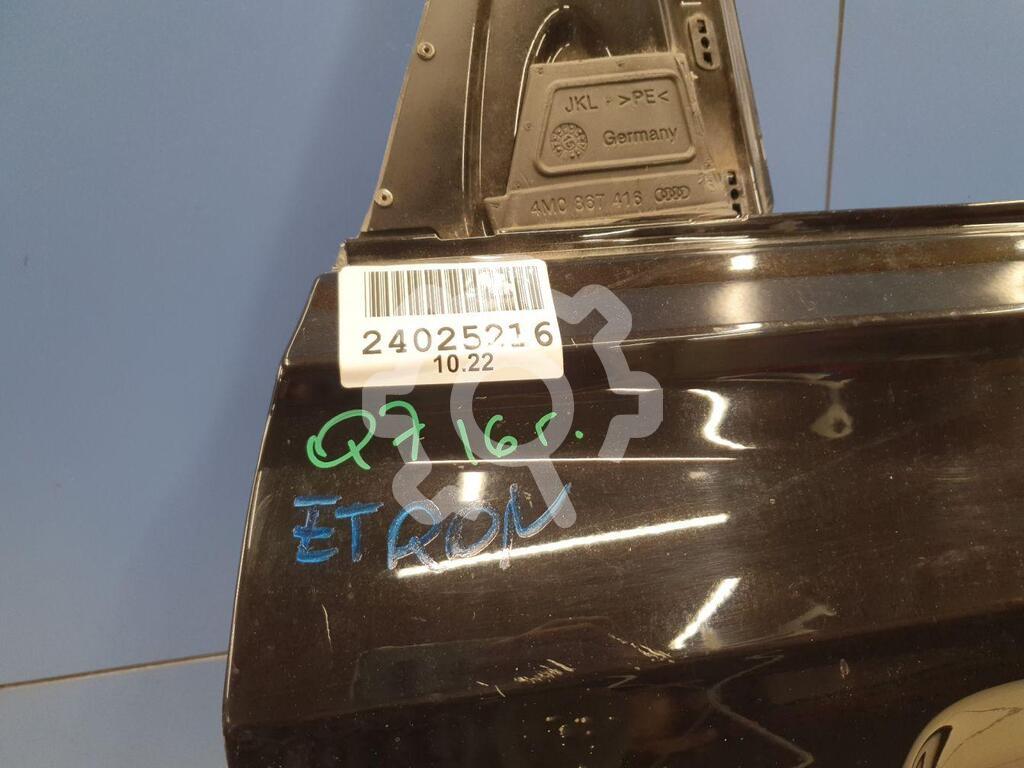 JKL >PE<
Germany
4M0 867 416
24025216
10.22
Q7 16г.
ETRON